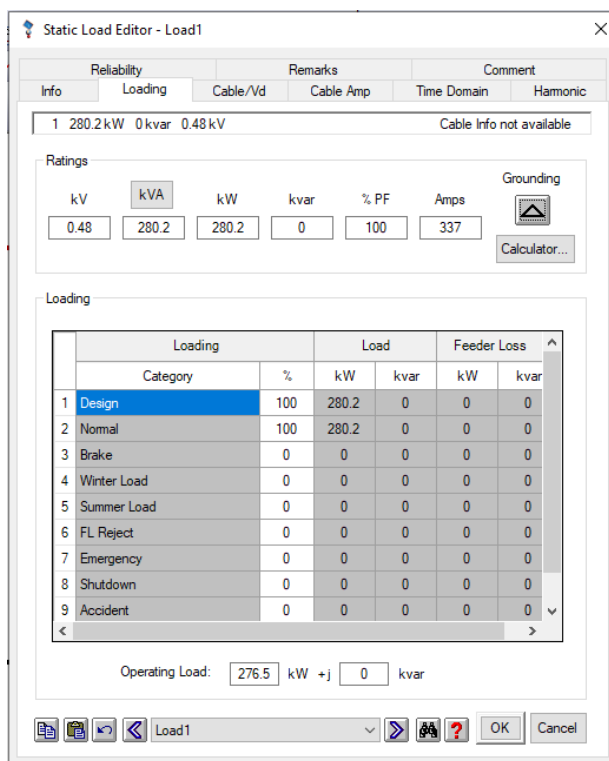 Static Load Editor - Load1
Reliability Remarks Comment
Info Loading Cable/Vd Cable Amp Time Domain Harmonic
1 280.2 kW 0 kvar 0.48 kV Cable Info not available
Ratings
Grounding
kV kVA kW kvar % PF Amps
0.48 280.2 280.2 0 100 337
Calculator...
Loading
Loading Load Feeder Loss
Category % kW kvar kW kvar
1 Design 100 280.2 0 0 0
2 Normal 100 280.2 0 0 0
3 Brake 0 0 0 0 0
4 Winter Load 0 0 0 0 0
5 Summer Load 0 0 0 0 0
6 FL Reject 0 0 0 0 0
7 Emergency 0 0 0 0 0
8 Shutdown 0 0 0 0 0
9 Accident 0 0 0 0 0
Operating Load: 276.5 kW +j 0 kvar
Load1 ? OK Cancel